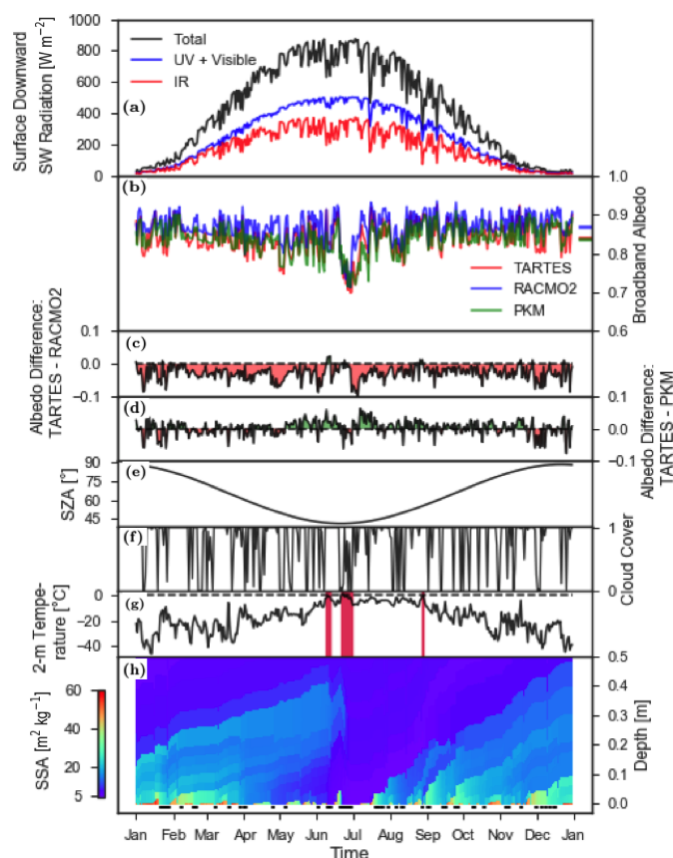 1000
800
600
400
200
0
Surface Downward
SW Radiation [W m⁻²]
Total
UV + Visible
IR
(a)
(b)
1.0
0.9
0.8
0.7
0.6
Broadband Albedo
TARTES
RACMO2
PKM
Albedo Difference:
TARTES - RACMO2
0.1
0.0
−0.1
(c)
(d)
0.1
0.0
−0.1
Albedo Difference:
TARTES - PKM
(e)
SZA [°]
90
75
60
45
(f)
1
0
Cloud Cover
(g)
2-m Tempe-
rature [°C]
0
−20
−40
(h)
SSA [m² kg⁻¹]
60
40
20
5
0.5
0.4
0.3
0.2
0.1
0.0
Depth [m]
Jan Feb Mar Apr May Jun Jul Aug Sep Oct Nov Dec Jan
Time